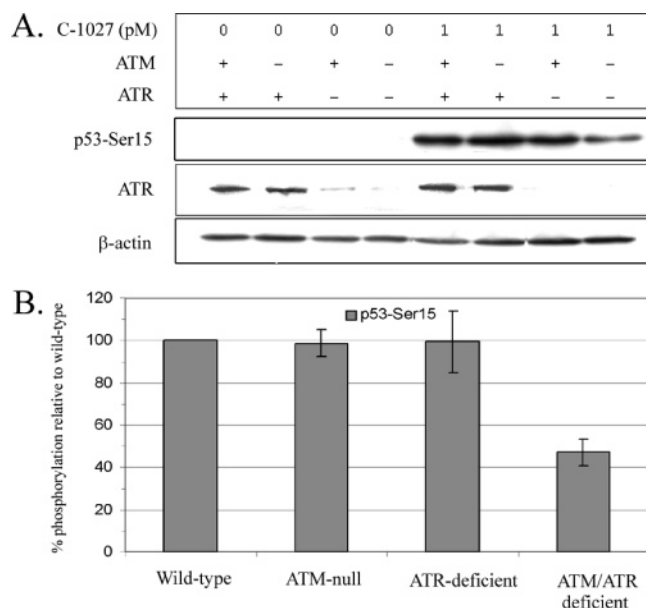 A.
C-1027 (pM) 0 0 0 0 1 1 1 1
ATM + – + – + – + –
ATR + + – – + + – –
p53-Ser15
ATR
β-actin
B.
% phosphorylation relative to wild-type
120
100
80
60
40
20
0
p53-Ser15
Wild-type ATM-null ATR-deficient ATM/ATR
deficient